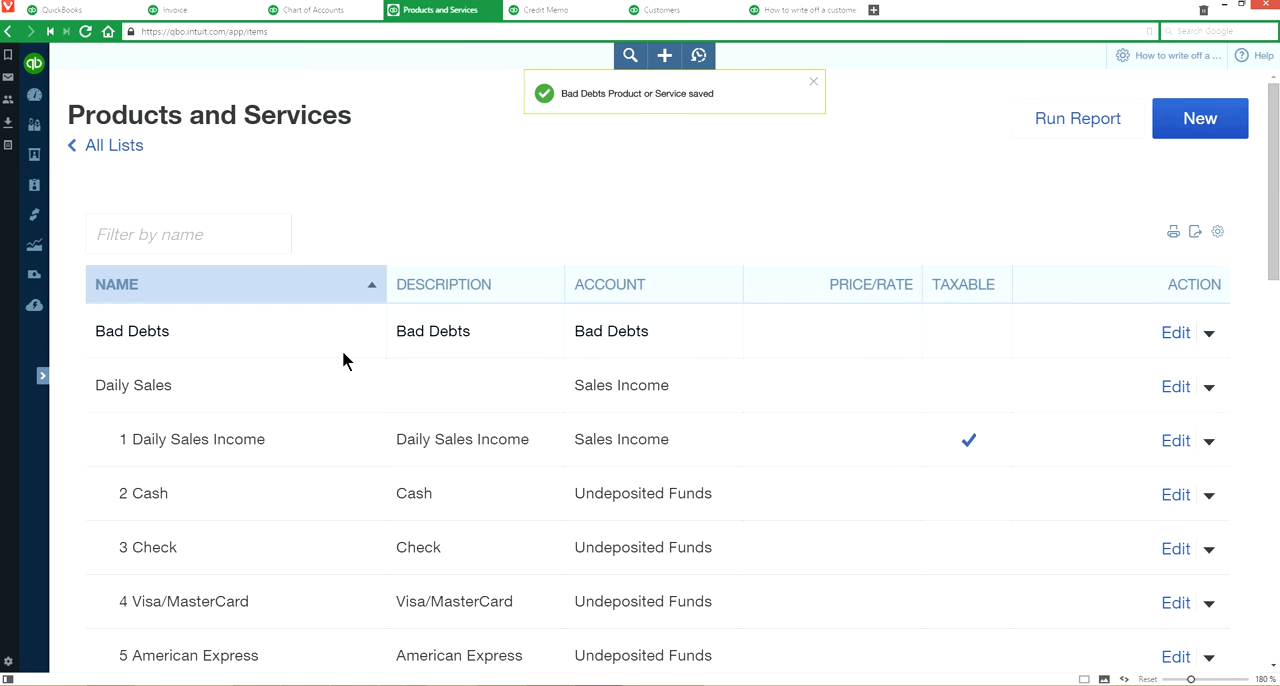 QuickBooks
Invoice
Chart of Accounts
Products and Services
Credit Memo
Customers
How to write off a custome
https://qbo.intuit.com/app/items
Search Google
qb
How to write off a ...
Help
Bad Debts Product or Service saved
Products and Services
All Lists
Run Report
New
Filter by name
NAME DESCRIPTION ACCOUNT PRICE/RATE TAXABLE ACTION
Bad Debts Bad Debts Bad Debts Edit
Daily Sales Sales Income Edit
1 Daily Sales Income Daily Sales Income Sales Income Edit
2 Cash Cash Undeposited Funds Edit
3 Check Check Undeposited Funds Edit
4 Visa/MasterCard Visa/MasterCard Undeposited Funds Edit
5 American Express American Express Undeposited Funds Edit
Reset 180 %